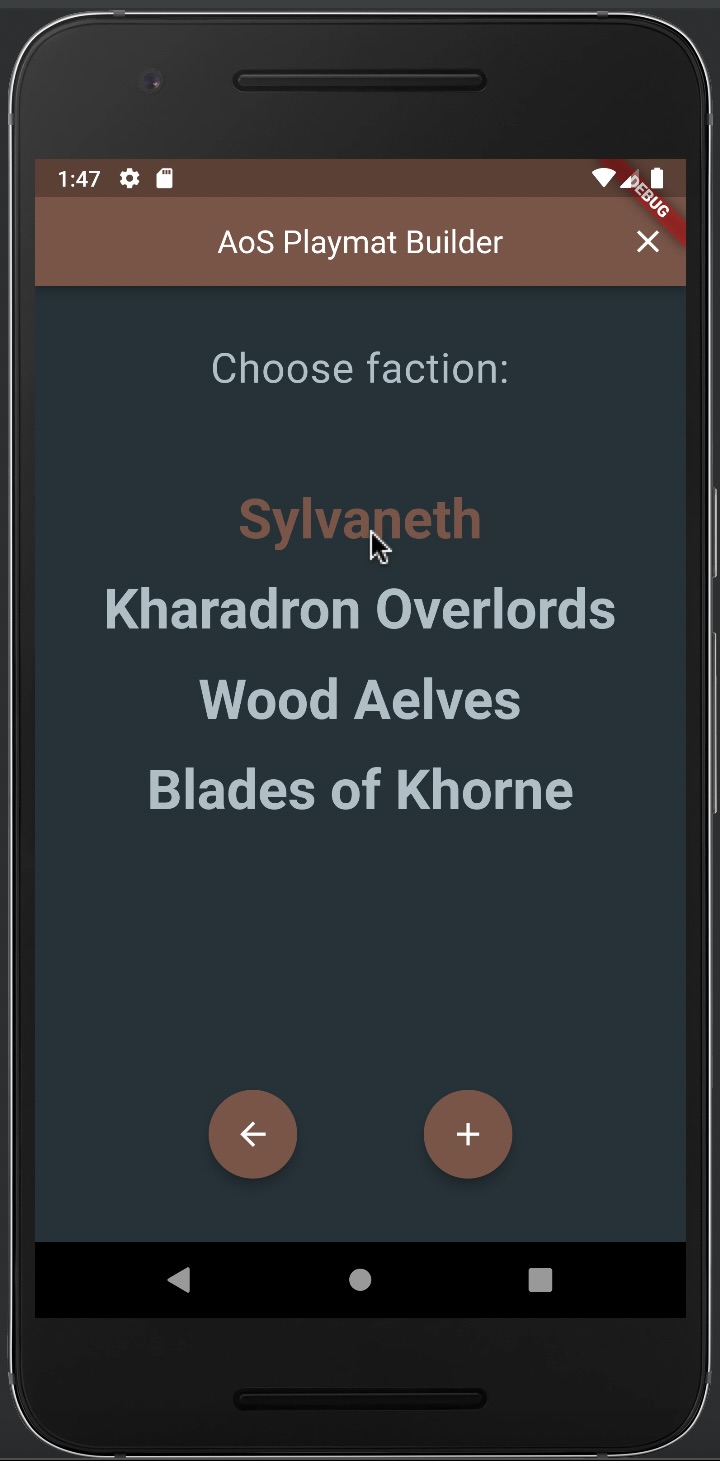 1:47
DEBUG
AoS Playmat Builder
Choose faction:
Sylvaneth
Kharadron Overlords
Wood Aelves
Blades of Khorne